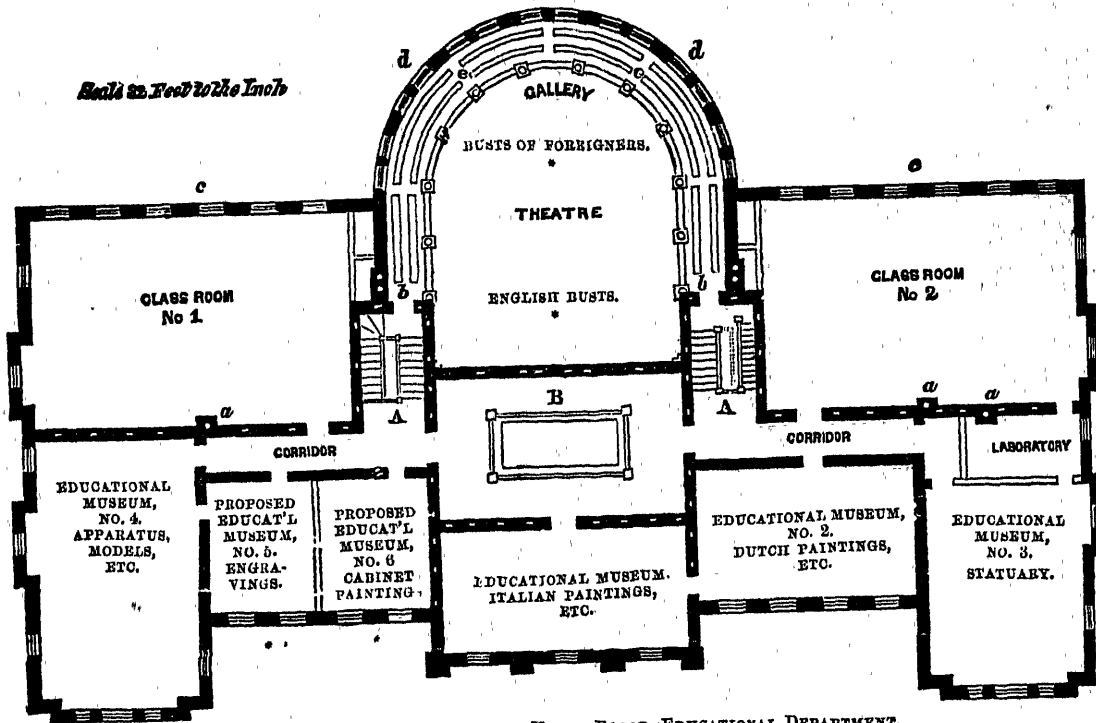 Scale 32 Feet to the Inch
d
d
e
e
GALLERY
BUSTS OF FOREIGNERS.
*
c
c
THEATRE
CLASS ROOM
No 1.
CLASS ROOM
No 2
b
b
ENGLISH BUSTS.
*
B
A
A
a
a
a
CORRIDOR
CORRIDOR
LABORATORY
EDUCATIONAL
MUSEUM,
NO. 4.
APPARATUS,
MODELS,
ETC.
PROPOSED
EDUCAT'L
MUSEUM,
NO. 5.
ENGRA-
VINGS.
PROPOSED
EDUCAT'L
MUSEUM,
NO. 6
CABINET
PAINTING.
EDUCATIONAL MUSEUM.
ITALIAN PAINTINGS,
ETC.
EDUCATIONAL MUSEUM,
NO. 2.
DUTCH PAINTINGS,
ETC.
EDUCATIONAL
MUSEUM,
NO. 3.
STATUARY.
FLOOR, EDUCATIONAL DEPARTMENT.